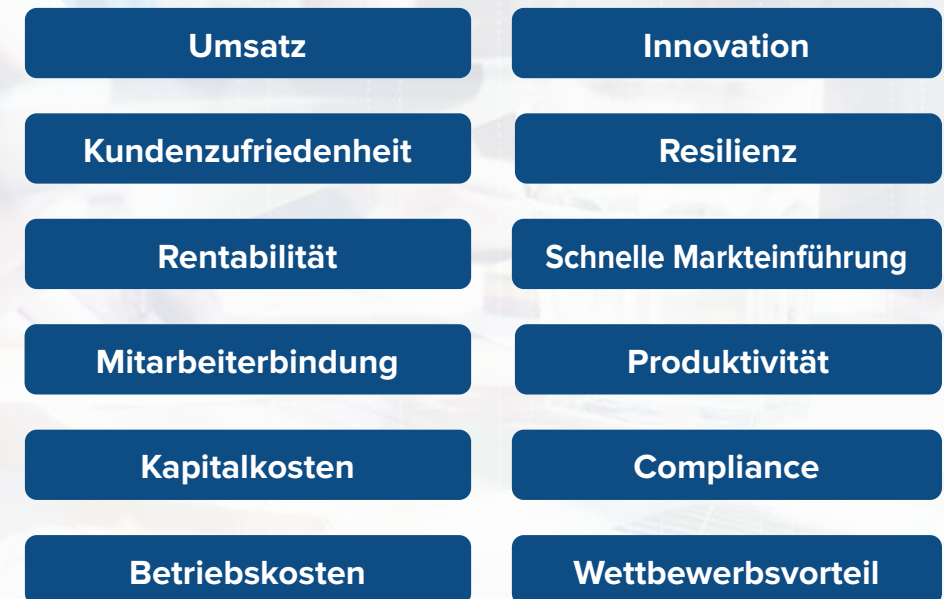 Umsatz
Innovation
Kundenzufriedenheit
Resilienz
Rentabilität
Schnelle Markteinführung
Mitarbeiterbindung
Produktivität
Kapitalkosten
Compliance
Betriebskosten
Wettbewerbsvorteil